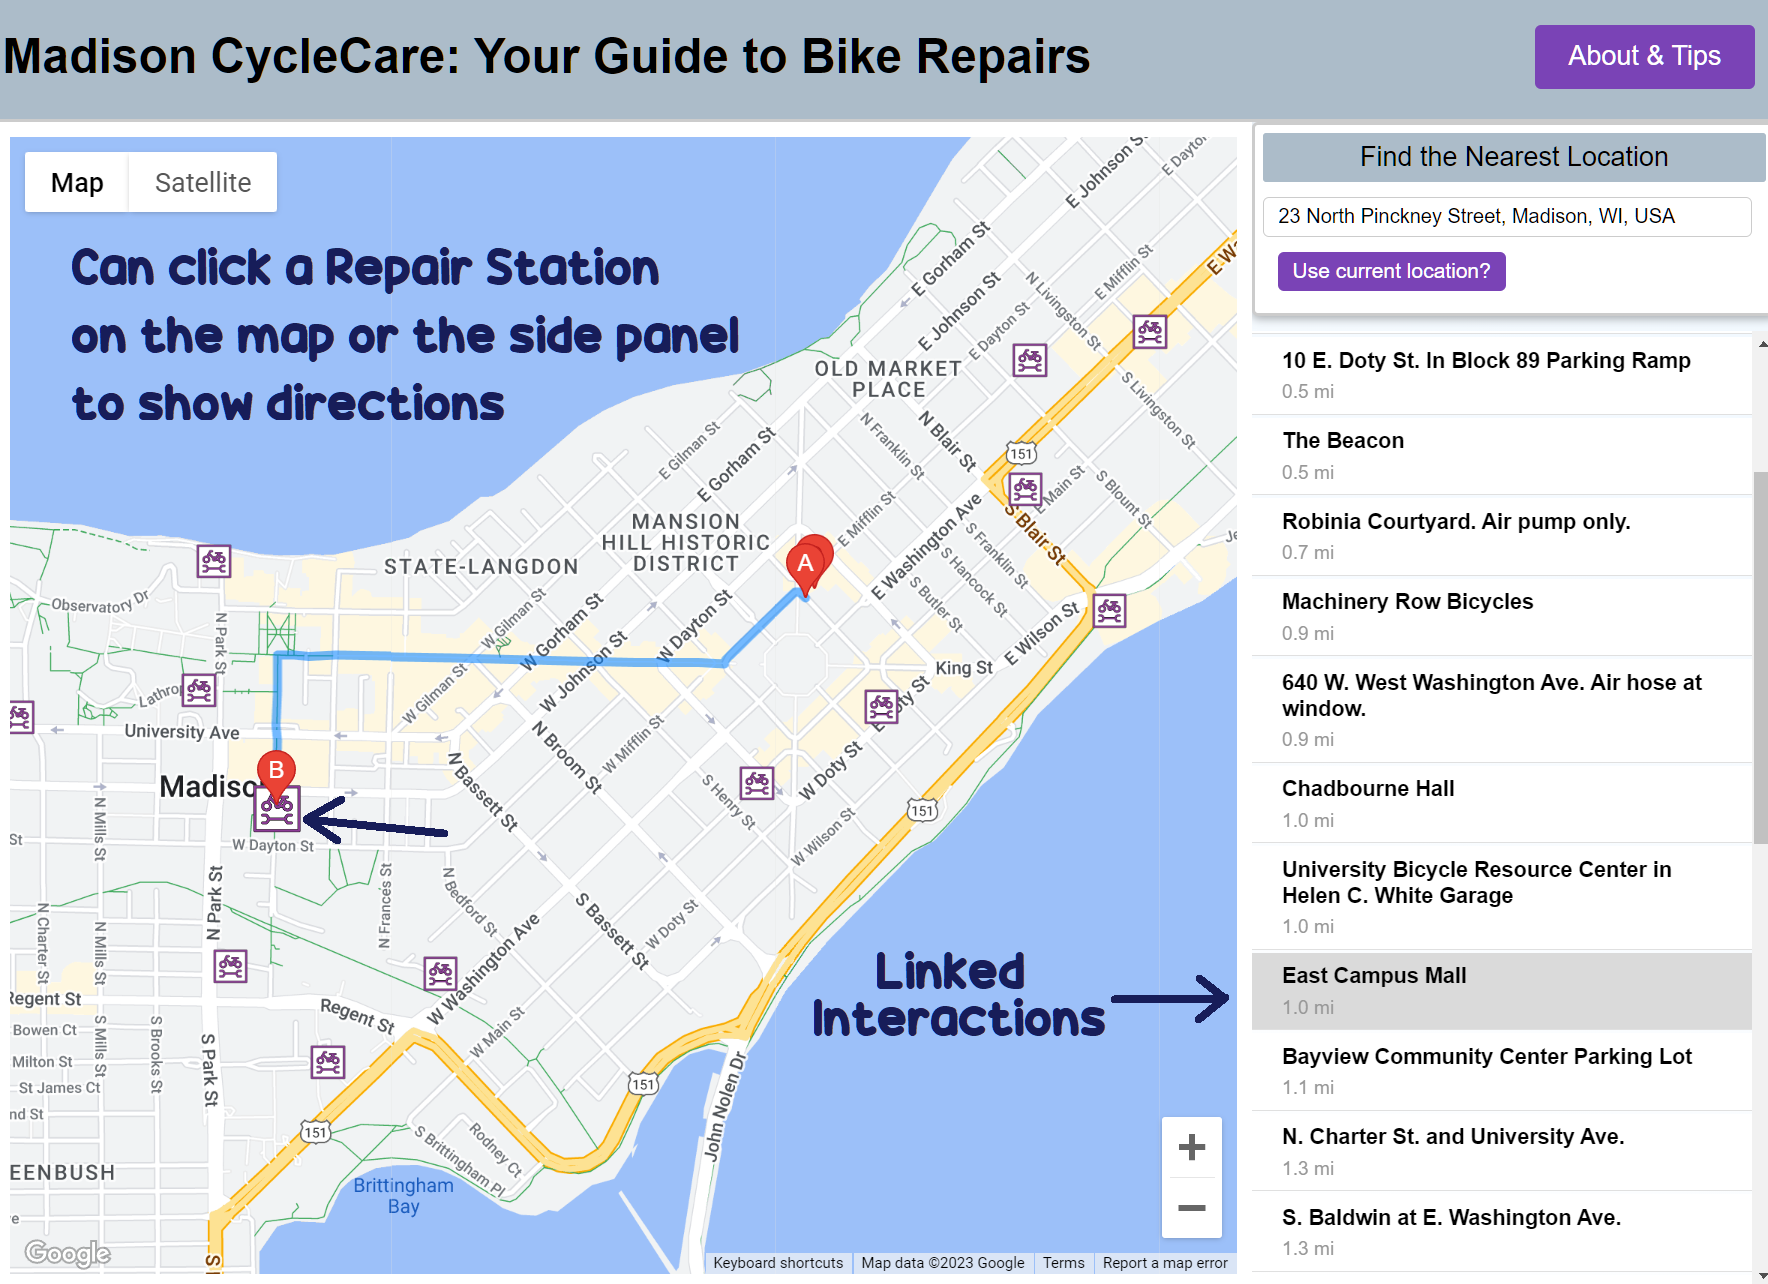 Madison CycleCare: Your Guide to Bike Repairs
About & Tips
Map
Satellite
Can click a Repair Station
on the map or the side panel
to show directions
Find the Nearest Location
23 North Pinckney Street, Madison, WI, USA
Use current location?
10 E. Doty St. In Block 89 Parking Ramp
0.5 mi
The Beacon
0.5 mi
Robinia Courtyard. Air pump only.
0.7 mi
Machinery Row Bicycles
0.9 mi
640 W. West Washington Ave. Air hose at
window.
0.9 mi
Chadbourne Hall
1.0 mi
University Bicycle Resource Center in
Helen C. White Garage
1.0 mi
East Campus Mall
1.0 mi
Bayview Community Center Parking Lot
1.1 mi
N. Charter St. and University Ave.
1.3 mi
S. Baldwin at E. Washington Ave.
1.3 mi
E Johnson S
E Dayto
E Gorham St
E Johnson St
E Dayton St
N Livingston St
E Mifflin St
E Wa
S Livingston St
OLD MARKET
PLACE
N Blair St
N Franklin St
E Gilman St
E Gorham St
151
E Main St
S Blount St
S Blair St
MANSION
HILL HISTORIC
DISTRICT
E Mifflin St
E Washington Ave
S Franklin St
S Hancock St
S Butler St
Je
STATE-LANGDON
A
Observatory Dr
N Park St
W Gilman St
W Gorham St
W Dayton St
W Johnson St
E Wilson St
King St
Lathrop
W Gilman St
E Doty St
University Ave
N Broom St
W Mifflin St
W Doty St
N Bassett St
S Henry St
W Wilson St
151
B
Madiso
W Dayton St
St
N Mills St
N Park St
N Frances St
N Bedford St
S Bassett St
W Doty St
N Charter St
N Mills St
W Washington Ave
Linked
Interactions
Regent St
Regent St
W Main St
Bowen Ct
Milton St
St James Ct
nd St
S Mills St
S Brooks St
S Park St
151
151
John Nolen Dr
S Brittingham Pl
Rodney Ct
EENBUSH
Brittingham
Bay
e
S
Google
Keyboard shortcuts
Map data ©2023 Google
Terms
Report a map error